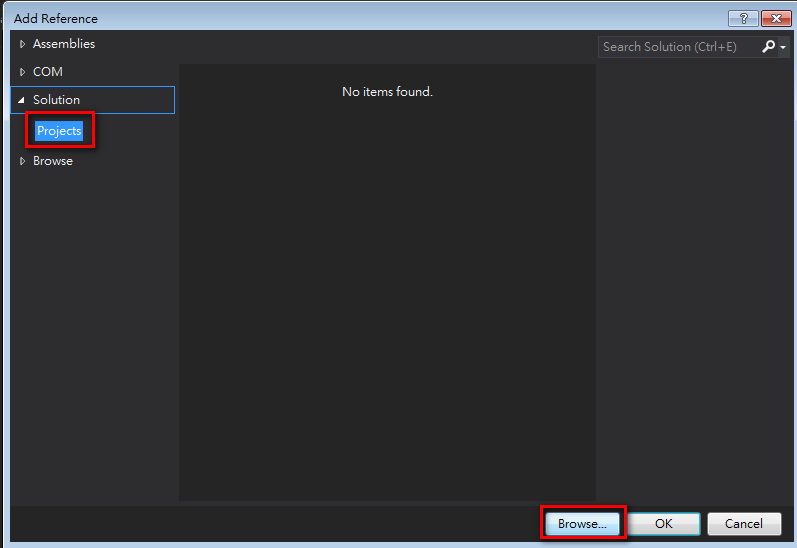 Add Reference
?
Assemblies
COM
Solution
Projects
Browse
Search Solution (Ctrl+E)
No items found.
Browse...
OK
Cancel